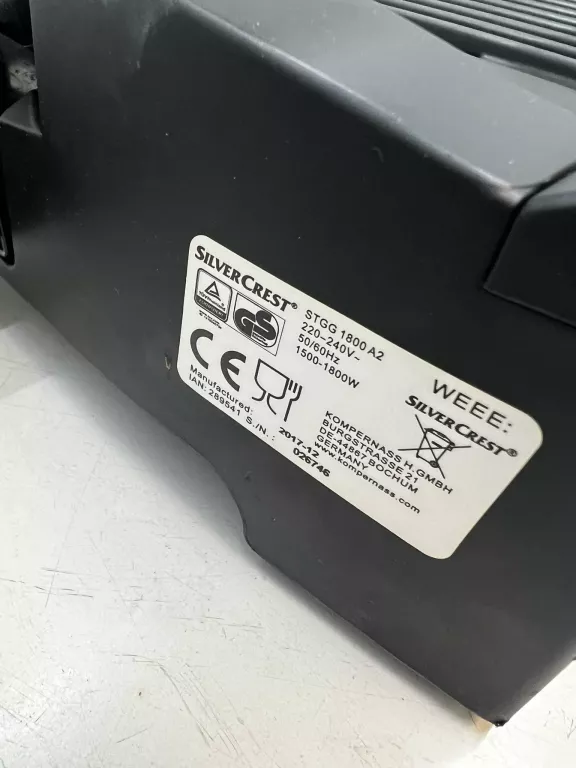 SILVERCREST®
STGG 1800 A2
220-240V~
50/60Hz
1500-1800W
GS
CE
Manufactured: 2017-12
IAN: 289541 S./N.: 026746
KOMPERNASS H. GMBH
BURGSTRASSE 21
DE-44867 BOCHUM
GERMANY
www.kompernass.com
WEEE:
SILVERCREST®